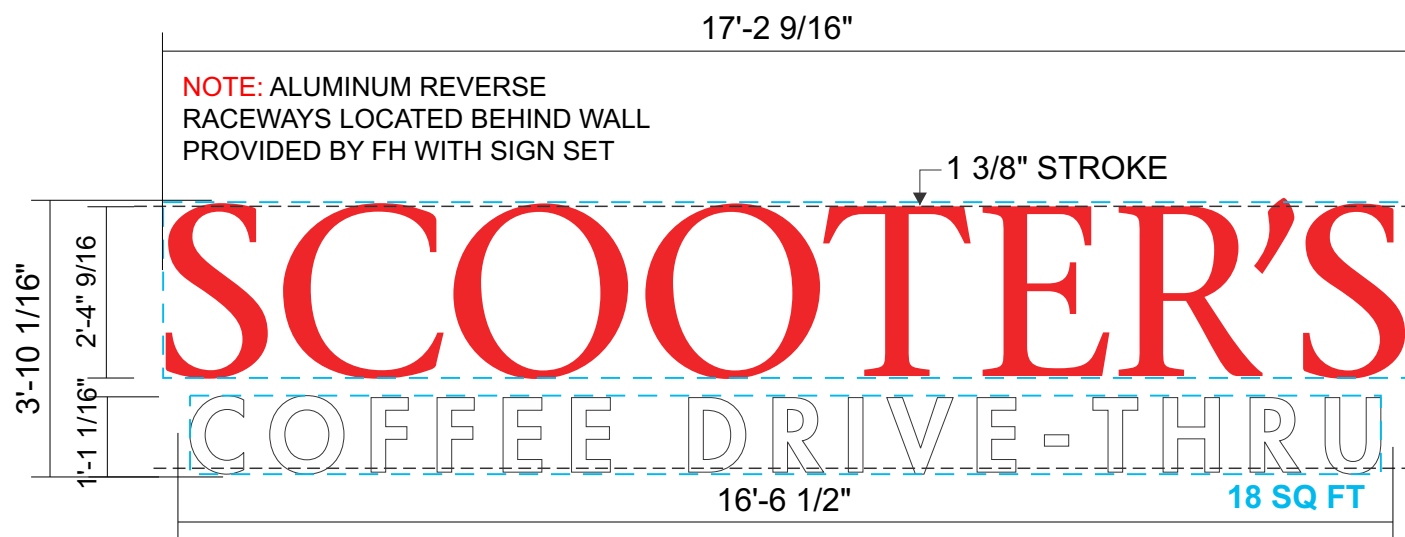 17'-2 9/16"
NOTE: ALUMINUM REVERSE
RACEWAYS LOCATED BEHIND WALL
PROVIDED BY FH WITH SIGN SET
1 3/8" STROKE
3'-10 1/16"
2'-4" 9/16
SCOOTER'S
1'-1 1/16"
COFFEE DRIVE-THRU
16'-6 1/2"
18 SQ FT